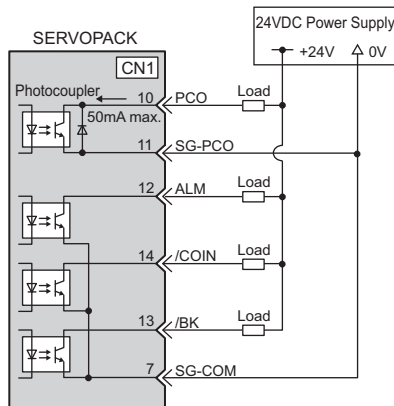 24VDC Power Supply
+24V 0V
SERVOPACK
CN1
Photocoupler
50mA max.
10 PCO Load
11 SG-PCO
12 ALM Load
14 /COIN Load
13 /BK Load
7 SG-COM